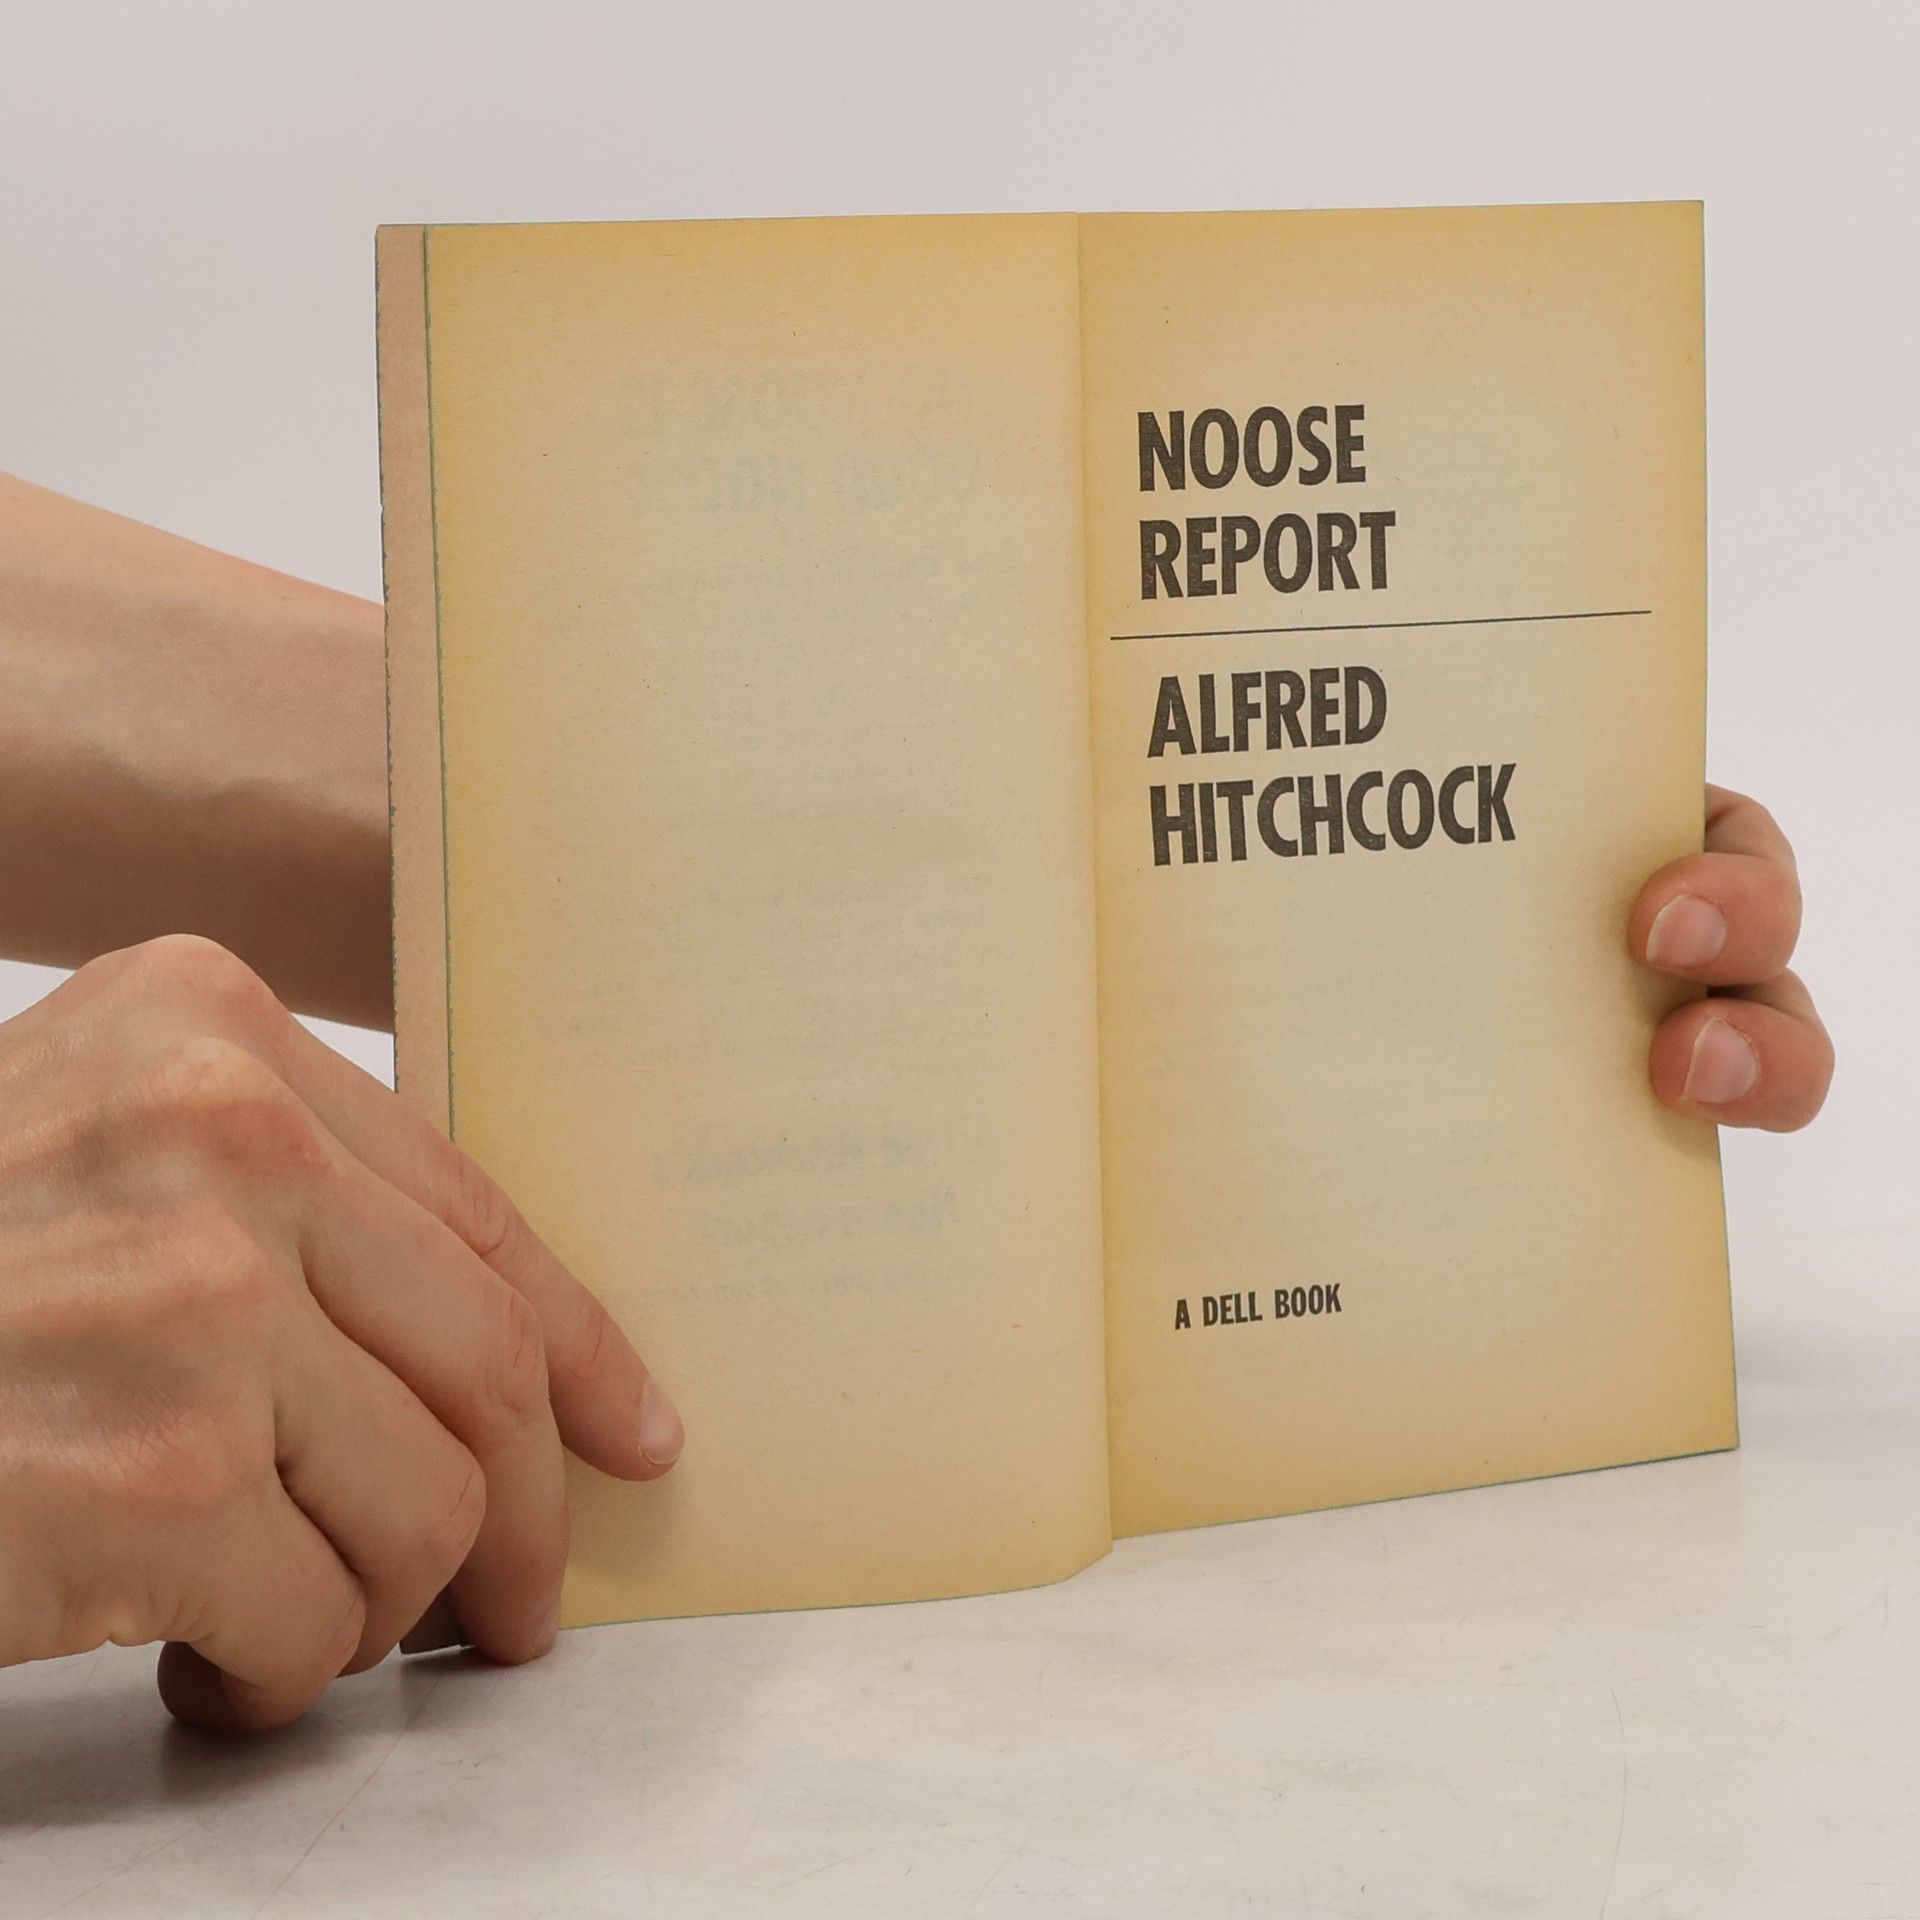 NOOSE
REPORT
ALFRED
HITCHCOCK
A DELL BOOK